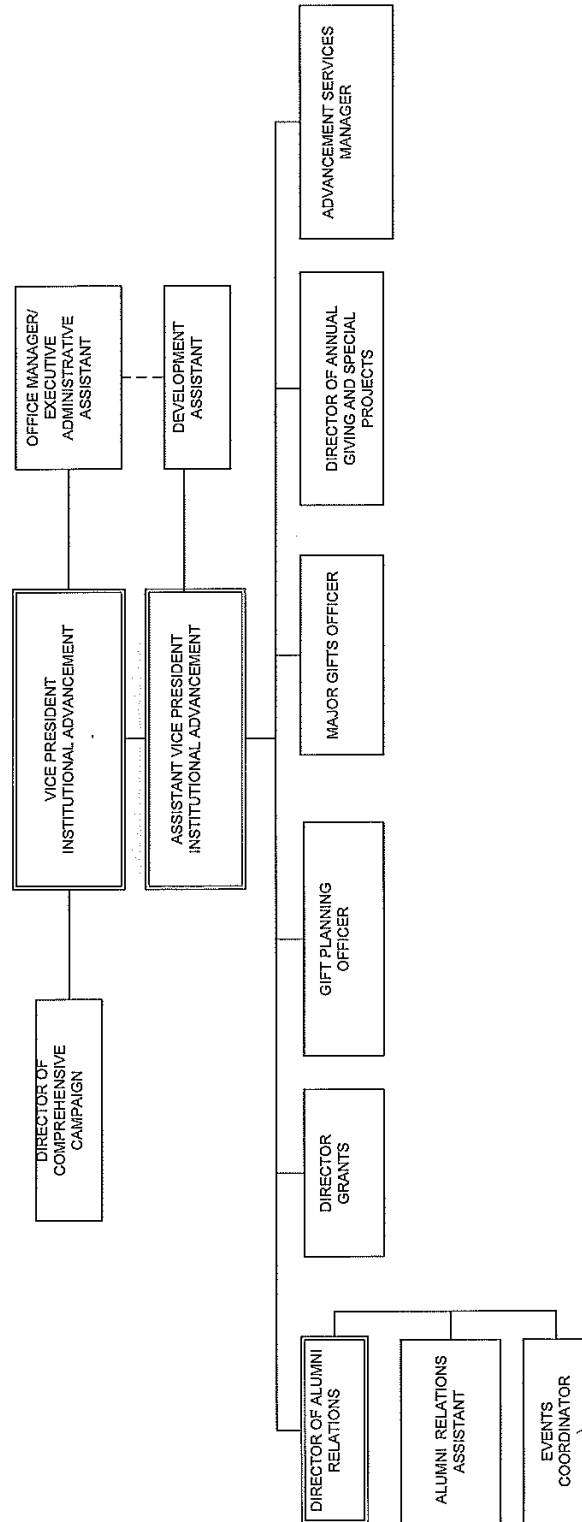 VICE PRESIDENT
INSTITUTIONAL ADVANCEMENT
DIRECTOR OF
COMPREHENSIVE
CAMPAIGN
OFFICE MANAGER/
EXECUTIVE
ADMINISTRATIVE
ASSISTANT
ASSISTANT VICE PRESIDENT
INSTITUTIONAL ADVANCEMENT
DEVELOPMENT
ASSISTANT
DIRECTOR OF ALUMNI
RELATIONS
DIRECTOR
GRANTS
GIFT PLANNING
OFFICER
MAJOR GIFTS OFFICER
DIRECTOR OF ANNUAL
GIVING AND SPECIAL
PROJECTS
ADVANCEMENT SERVICES
MANAGER
ALUMNI RELATIONS
ASSISTANT
EVENTS
COORDINATOR